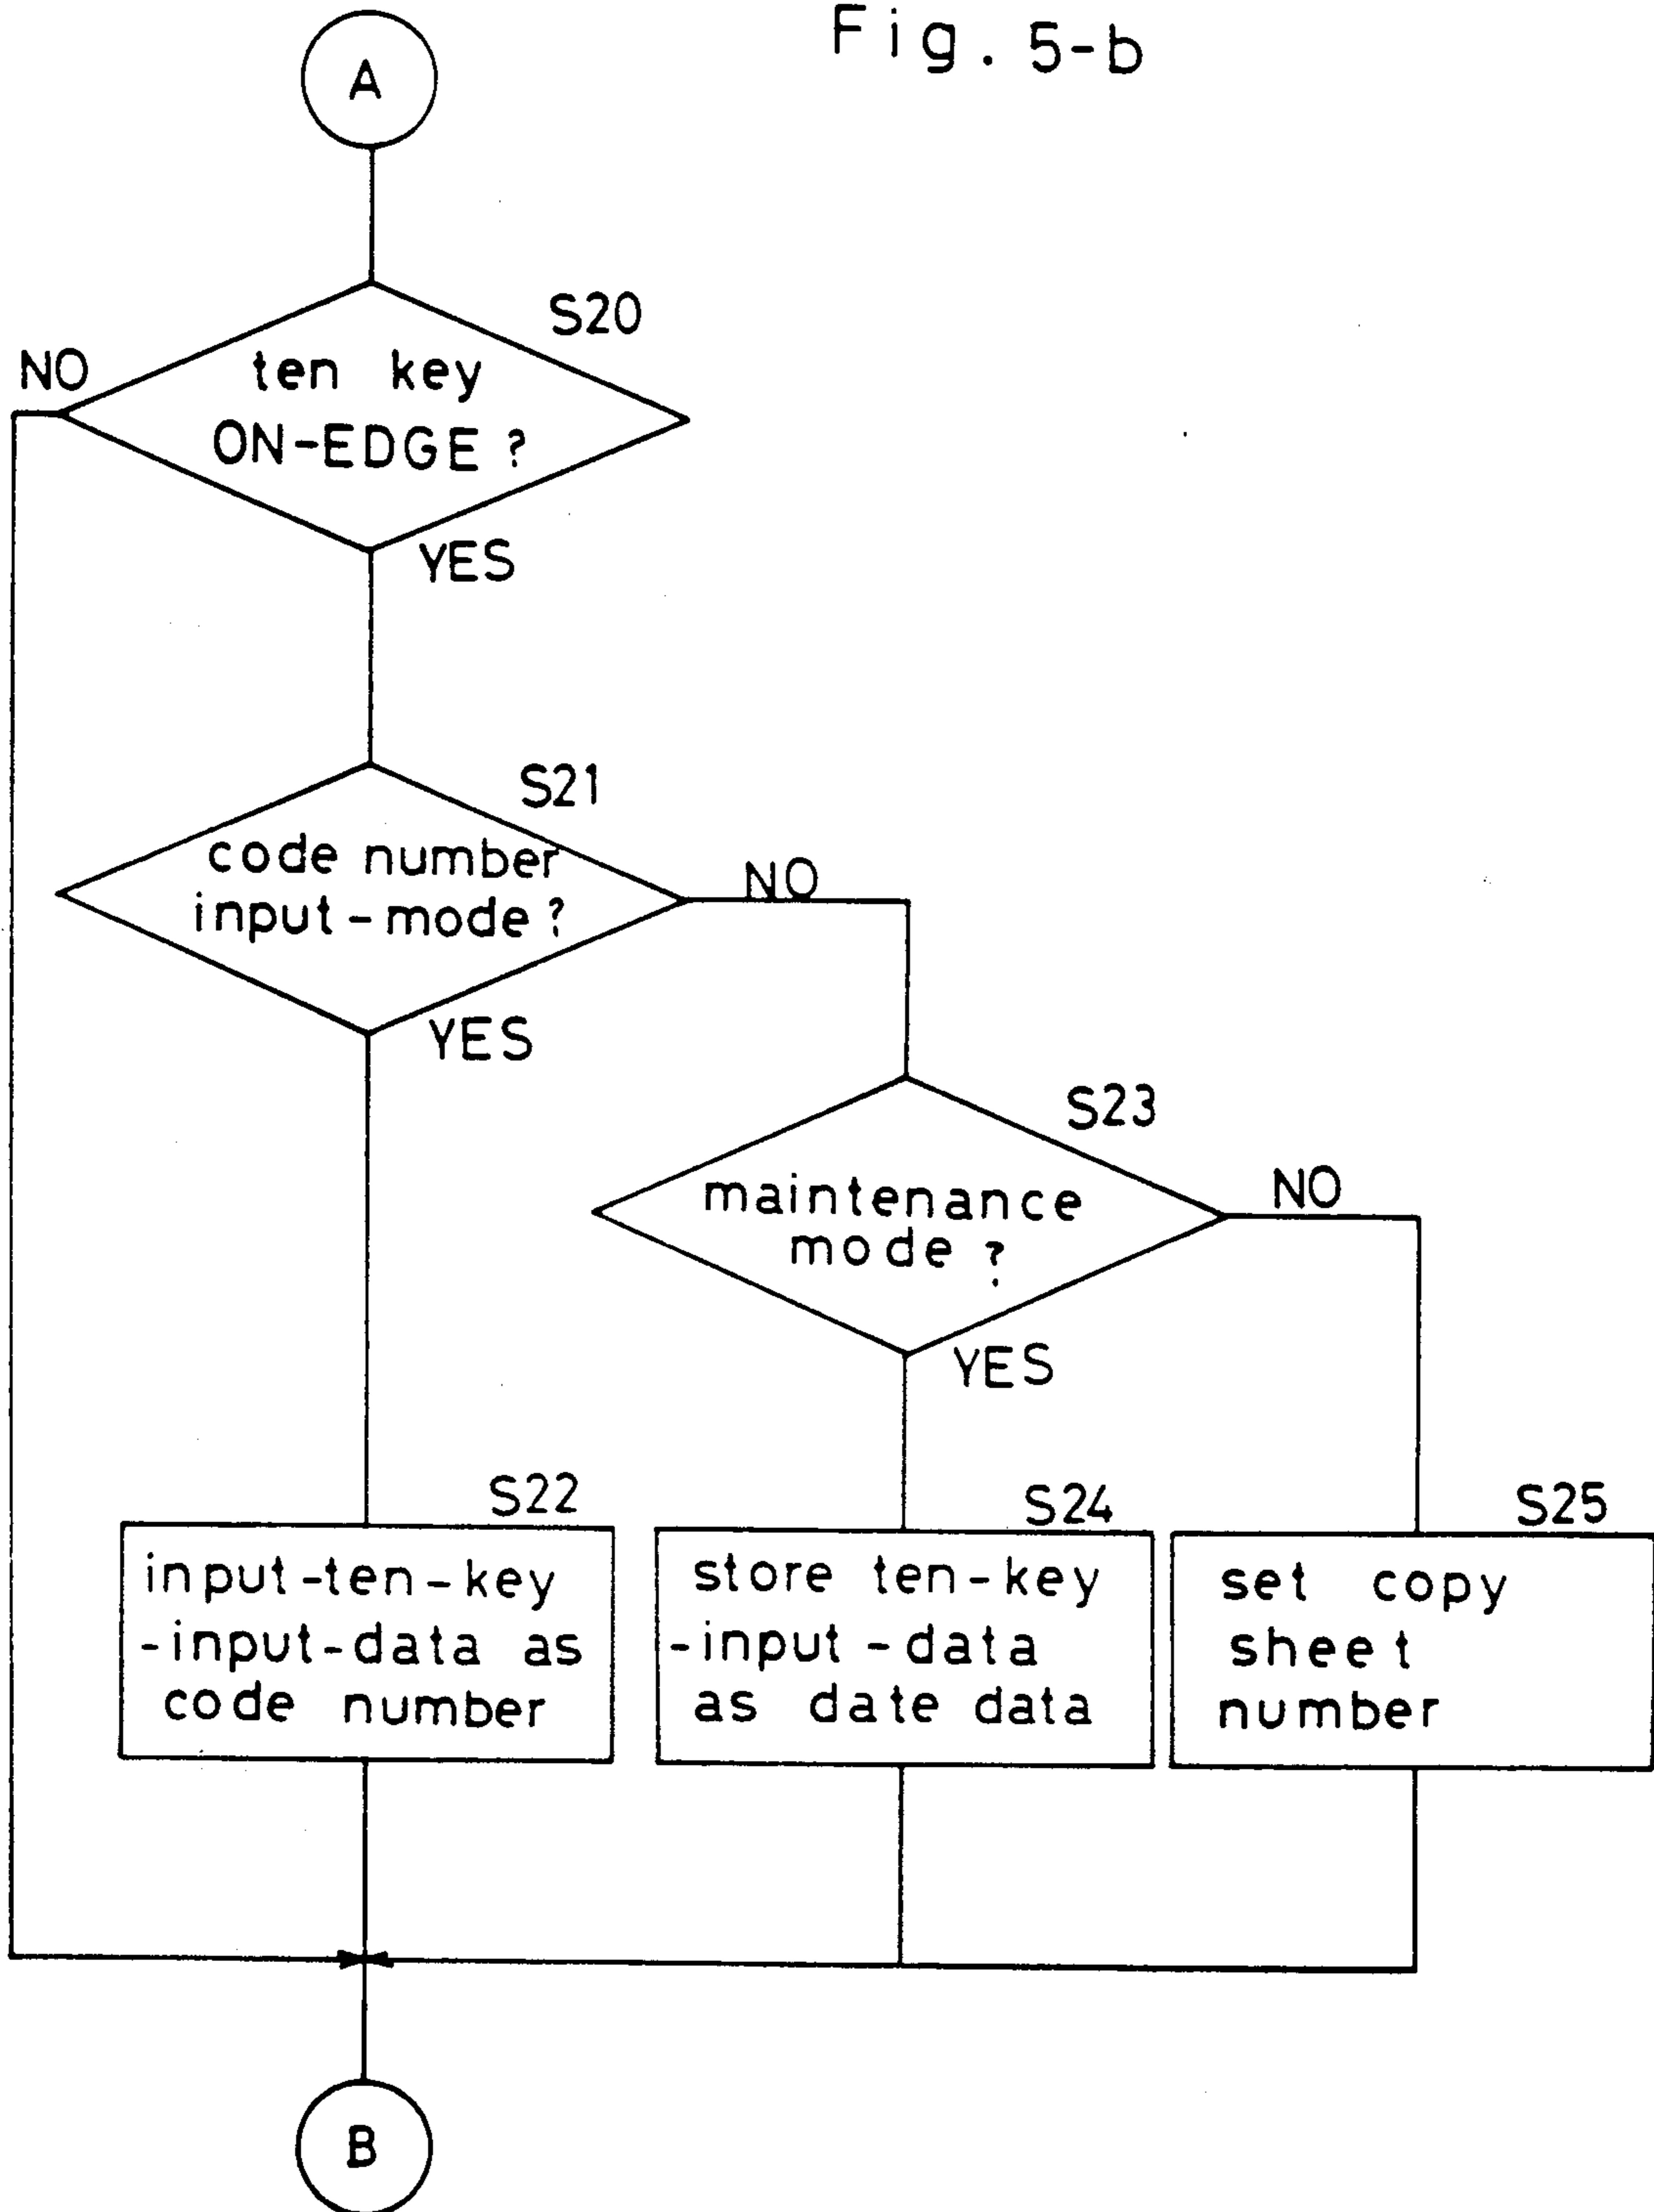 Fig. 5-b
A
S20
NO
ten key
ON-EDGE ?
YES
S21
code number
input-mode ?
NO
YES
S23
maintenance
mode ?
NO
YES
S22
input-ten-key
-input-data as
code number
S24
store ten-key
-input-data
as date data
S25
set copy
sheet
number
B